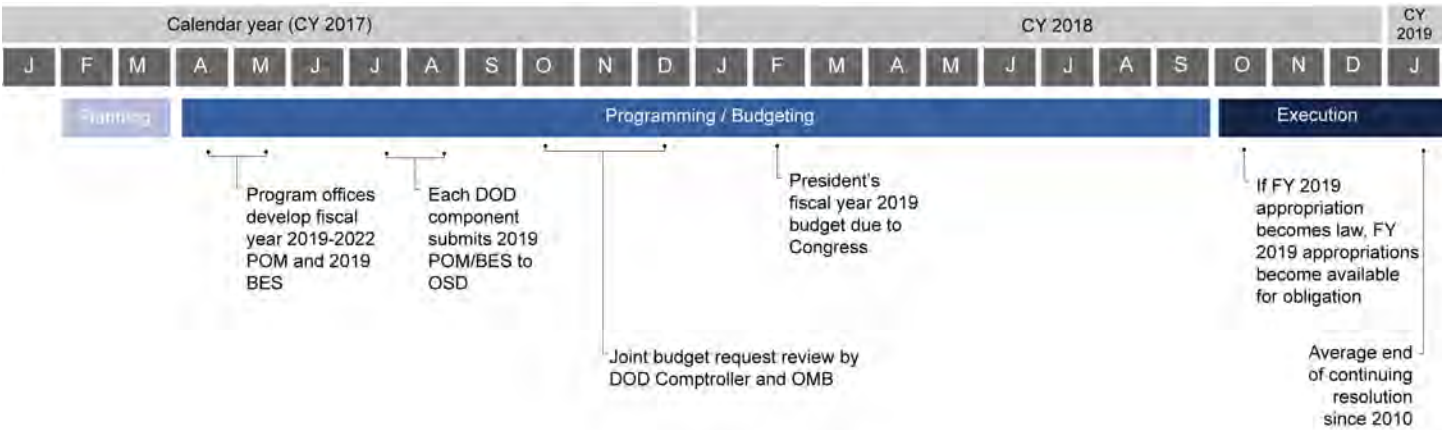 Calendar year (CY 2017)
CY 2018
CY
2019
J F M A M J J A S O N D J F M A M J J A S O N D J
Planning
Programming / Budgeting
Execution
Program offices
develop fiscal
year 2019-2022
POM and 2019
BES
Each DOD
component
submits 2019
POM/BES to
OSD
Joint budget request review by
DOD Comptroller and OMB
President's
fiscal year 2019
budget due to
Congress
If FY 2019
appropriation
becomes law, FY
2019 appropriations
become available
for obligation
Average end
of continuing
resolution
since 2010